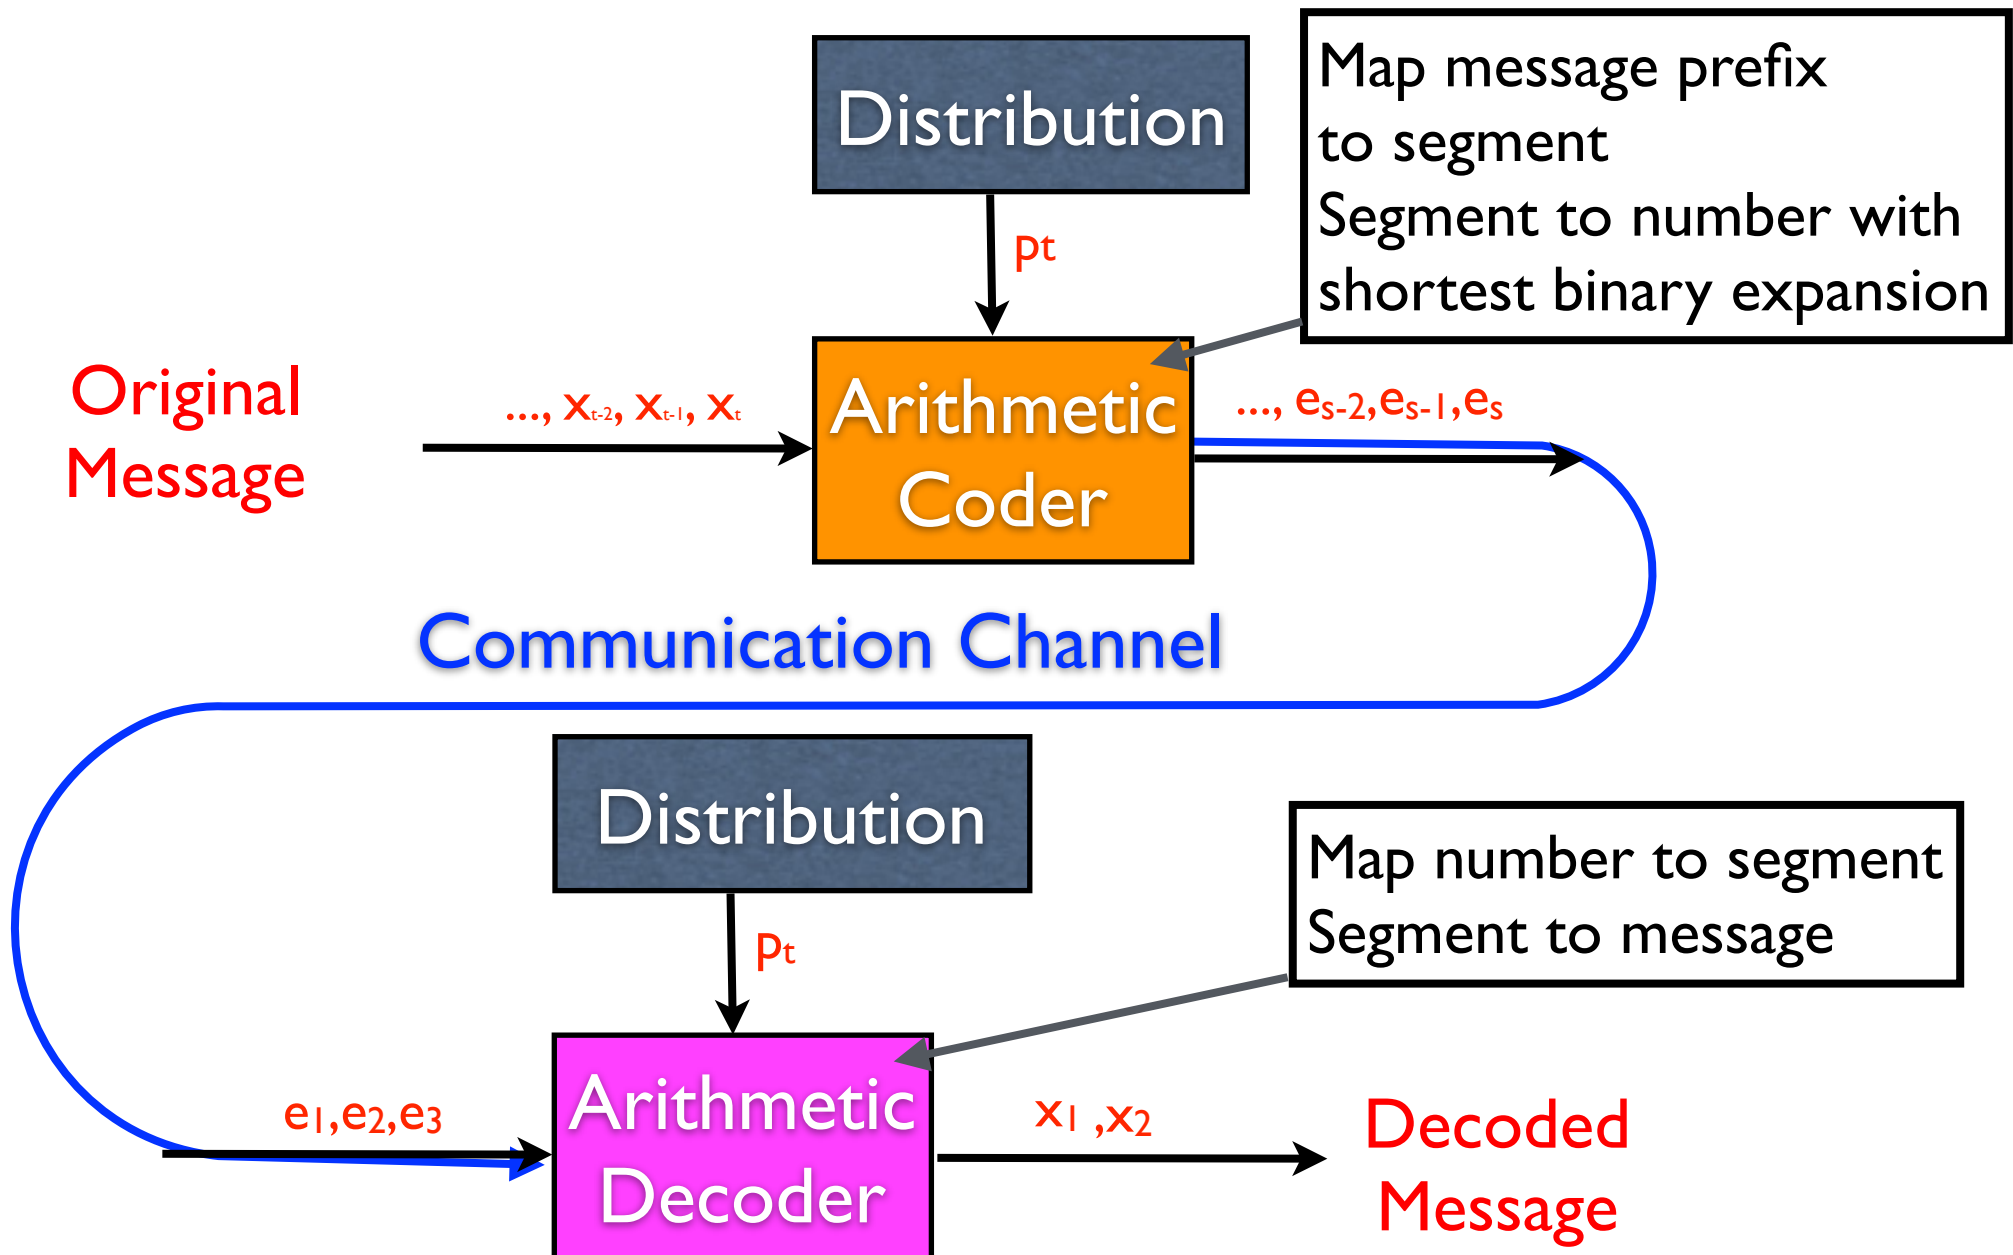 Distribution
Map message prefix
to segment
Segment to number with
shortest binary expansion
pt
Original
Message
..., xt-2, xt-1, xt
Arithmetic
Coder
..., es-2,es-1,es
Communication Channel
Distribution
Map number to segment
Segment to message
pt
e1,e2,e3
Arithmetic
Decoder
x1 ,x2
Decoded
Message